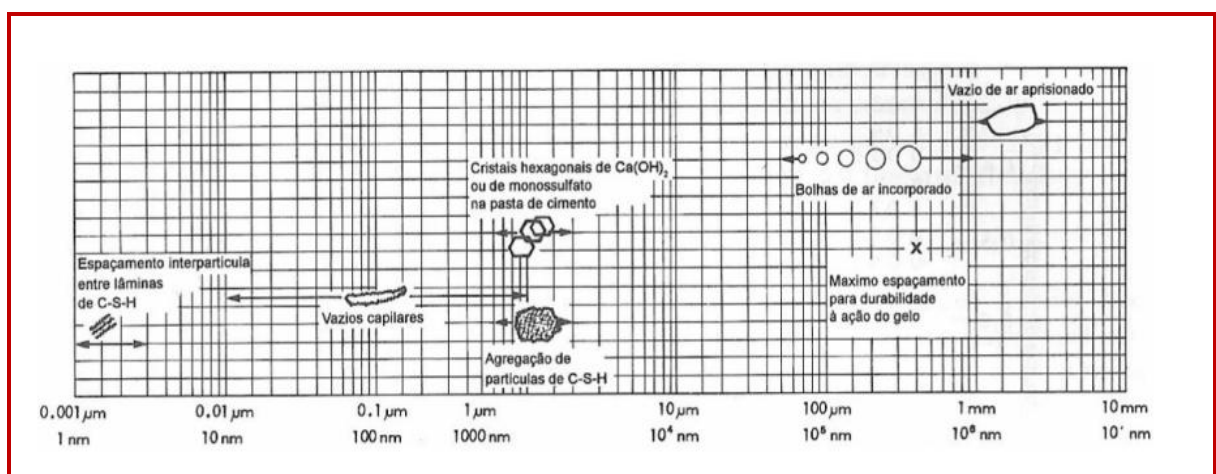 Vazio de ar aprisionado
Cristais hexagonais de Ca(OH)₂
ou de monossulfato
na pasta de cimento
Bolhas de ar incorporado
Espaçamento interparticula
entre lâminas
de C-S-H
X
Maximo espaçamento
para durabilidade
à ação do gelo
Vazios capilares
Agregação de
particulas de C-S-H
0.001 µm 0.01 µm 0.1 µm 1 µm 10 µm 100 µm 1 mm 10 mm
1 nm 10 nm 100 nm 1000 nm 10⁴ nm 10⁵ nm 10⁶ nm 10⁷ nm